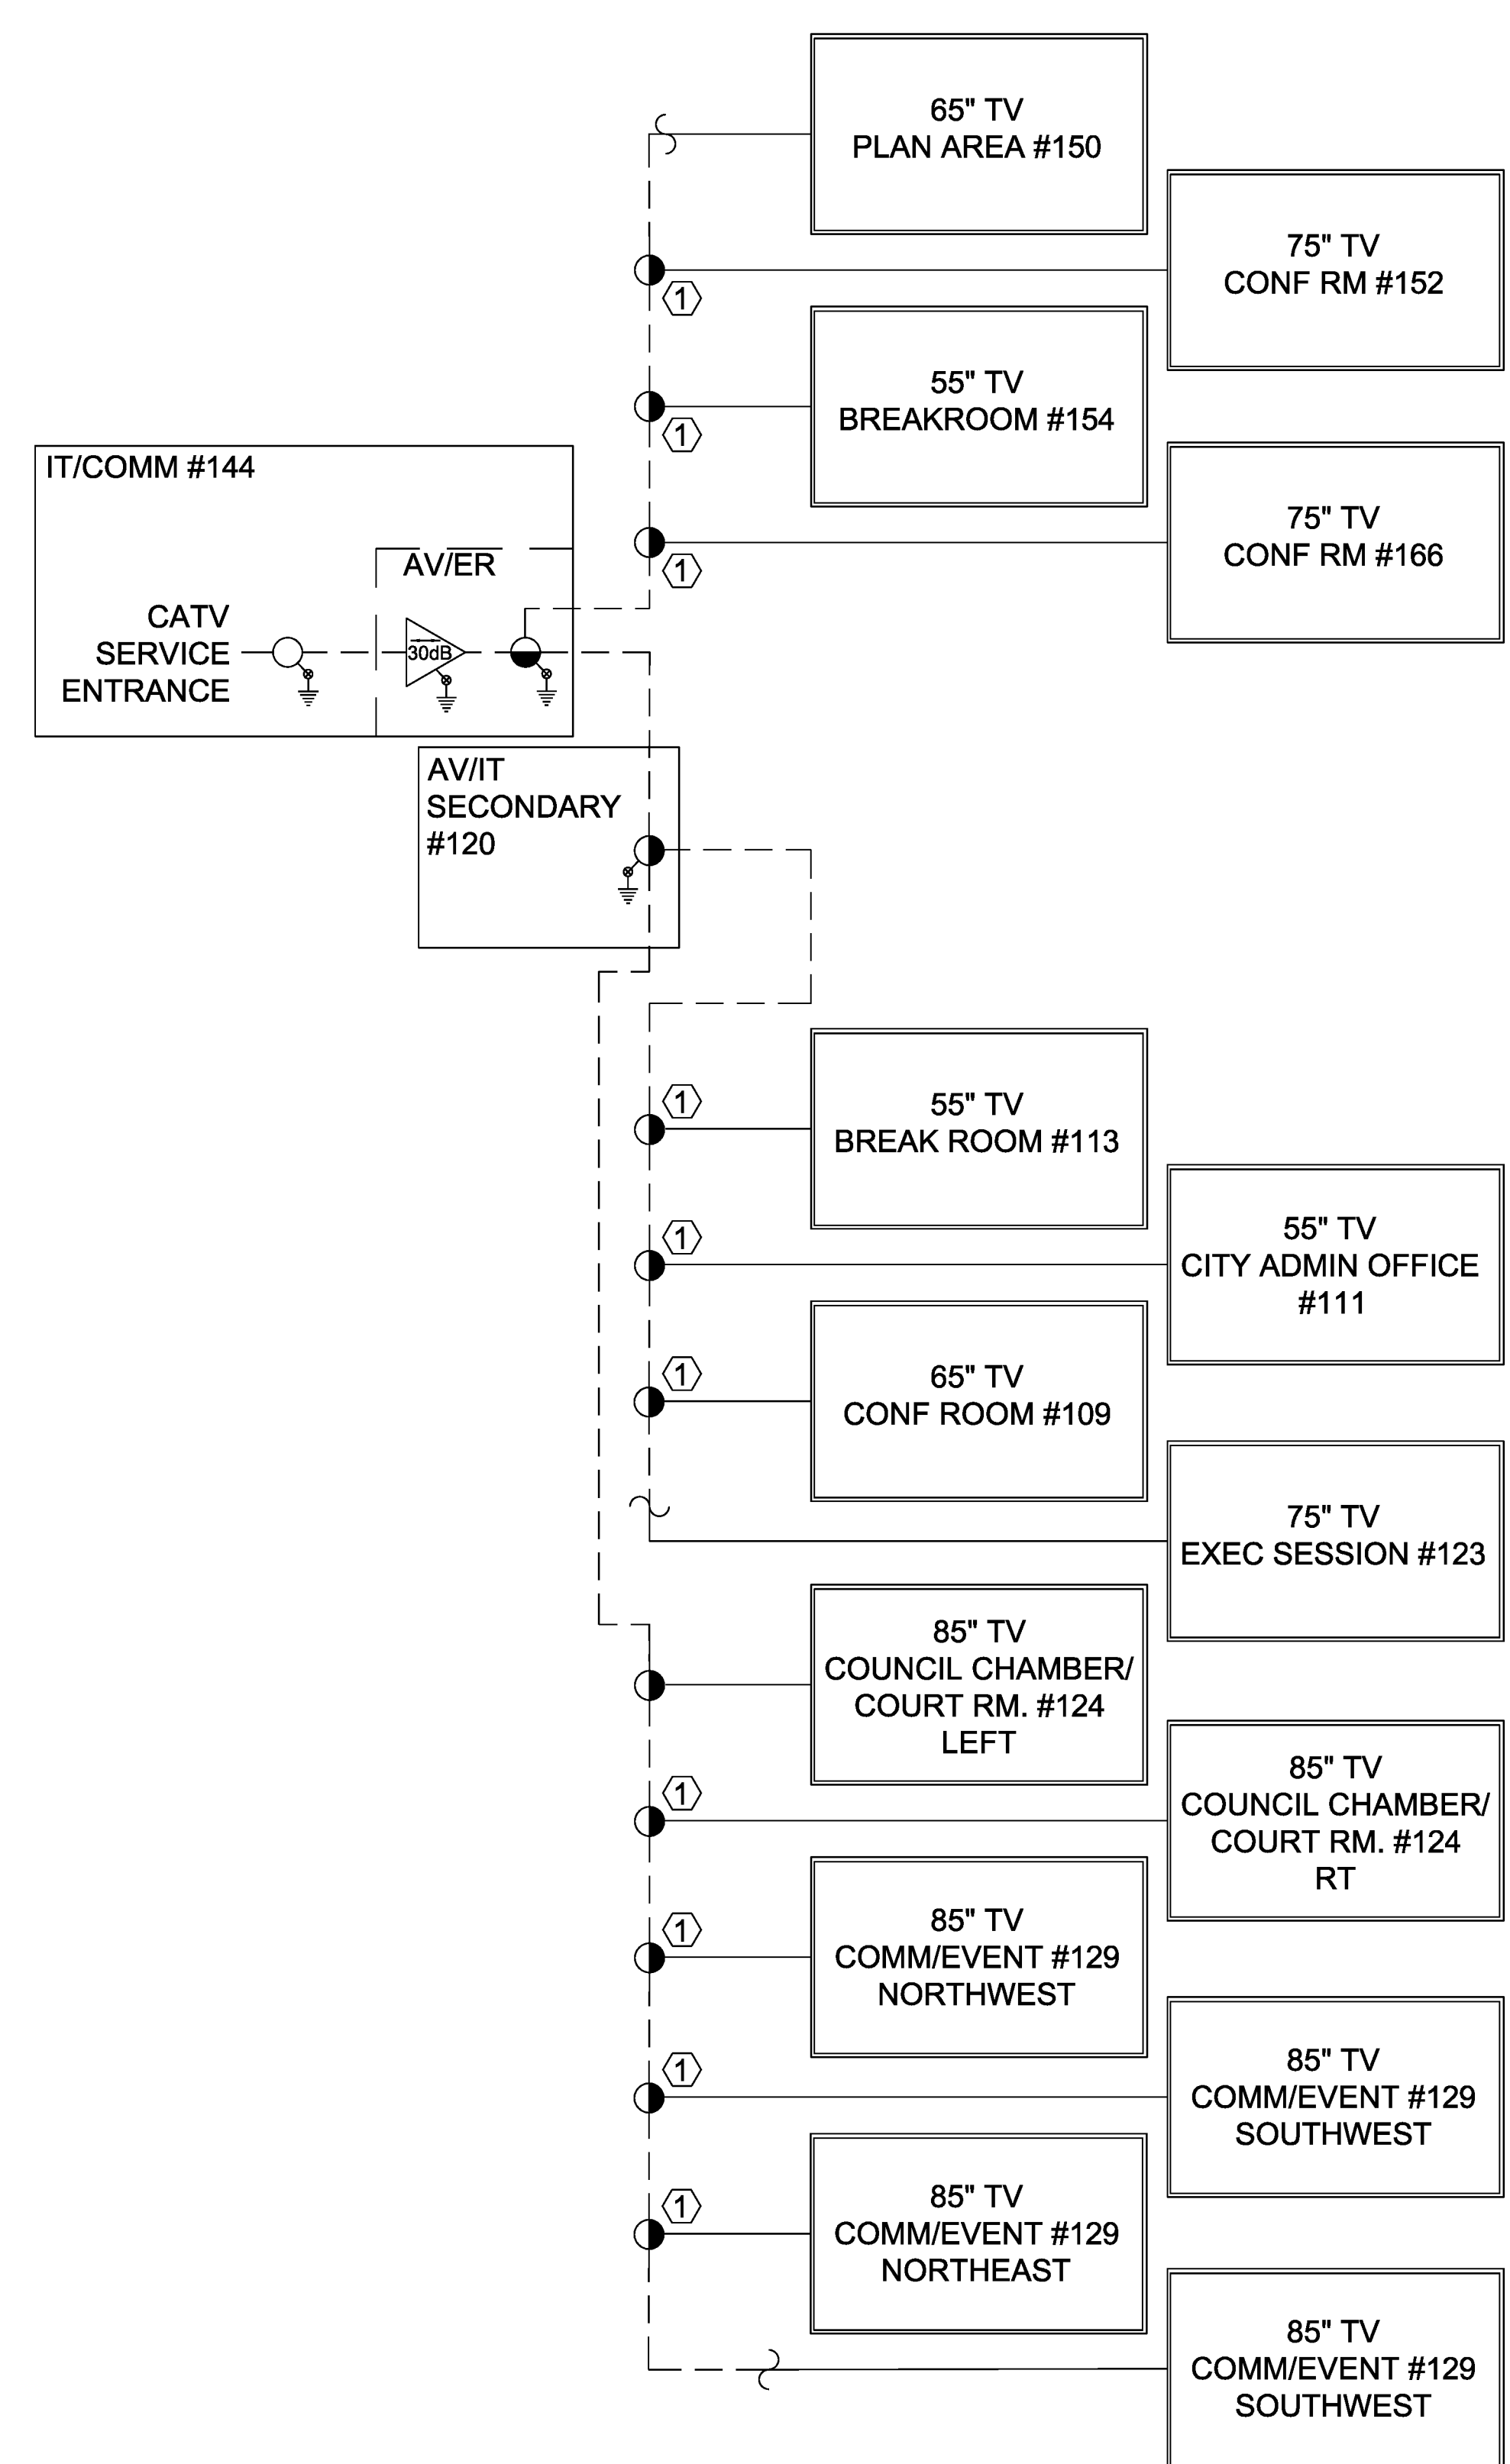 65" TV
PLAN AREA #150
75" TV
CONF RM #152
1
55" TV
BREAKROOM #154
1
IT/COMM #144
75" TV
CONF RM #166
1
AV/ER
CATV
SERVICE
ENTRANCE
30dB
AV/IT
SECONDARY
#120
1
55" TV
BREAK ROOM #113
1
55" TV
CITY ADMIN OFFICE
#111
1
65" TV
CONF ROOM #109
75" TV
EXEC SESSION #123
85" TV
COUNCIL CHAMBER/
COURT RM. #124
LEFT
1
85" TV
COUNCIL CHAMBER/
COURT RM. #124
RT
1
85" TV
COMM/EVENT #129
NORTHWEST
1
85" TV
COMM/EVENT #129
SOUTHWEST
1
85" TV
COMM/EVENT #129
NORTHEAST
85" TV
COMM/EVENT #129
SOUTHWEST